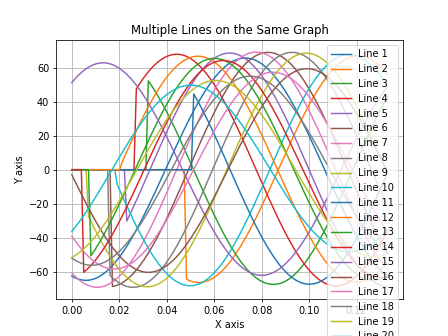 Multiple Lines on the Same Graph
Y axis
60
40
20
0
-20
-40
-60
0.00
0.02
0.04
0.06
0.08
0.10
X axis
Line 1
Line 2
Line 3
Line 4
Line 5
Line 6
Line 7
Line 8
Line 9
Line 10
Line 11
Line 12
Line 13
Line 14
Line 15
Line 16
Line 17
Line 18
Line 19
Line 20